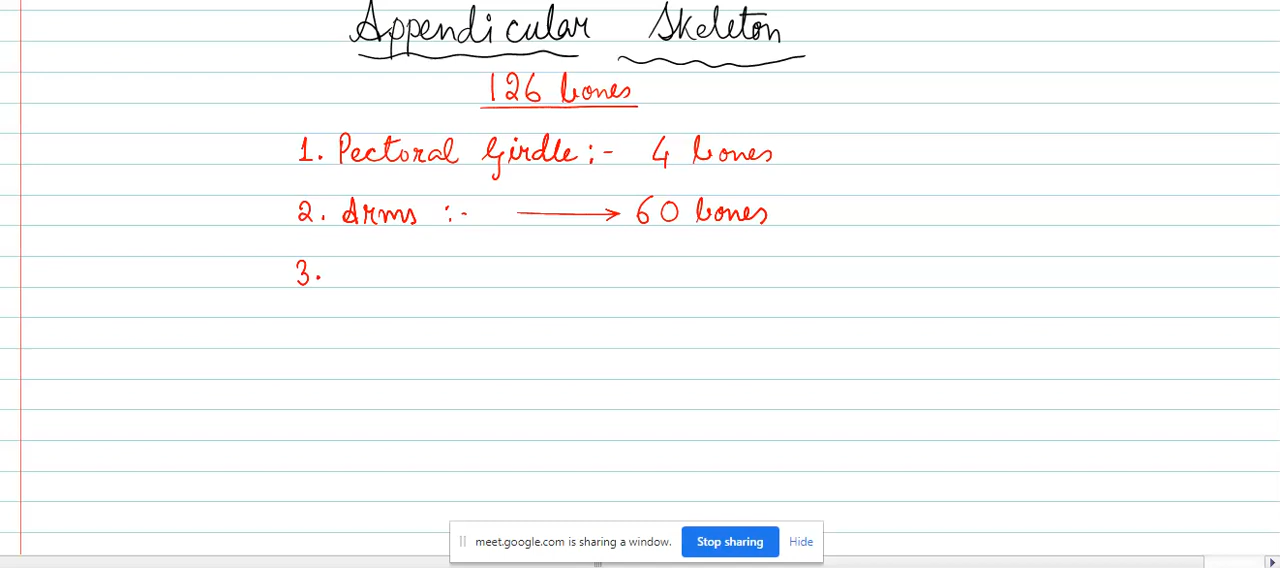 Appendicular Skeleton
126 bones
1. Pectoral Girdle :- 4 bones
2. Arms :- → 60 bones
3.
meet.google.com is sharing a window. Stop sharing Hide